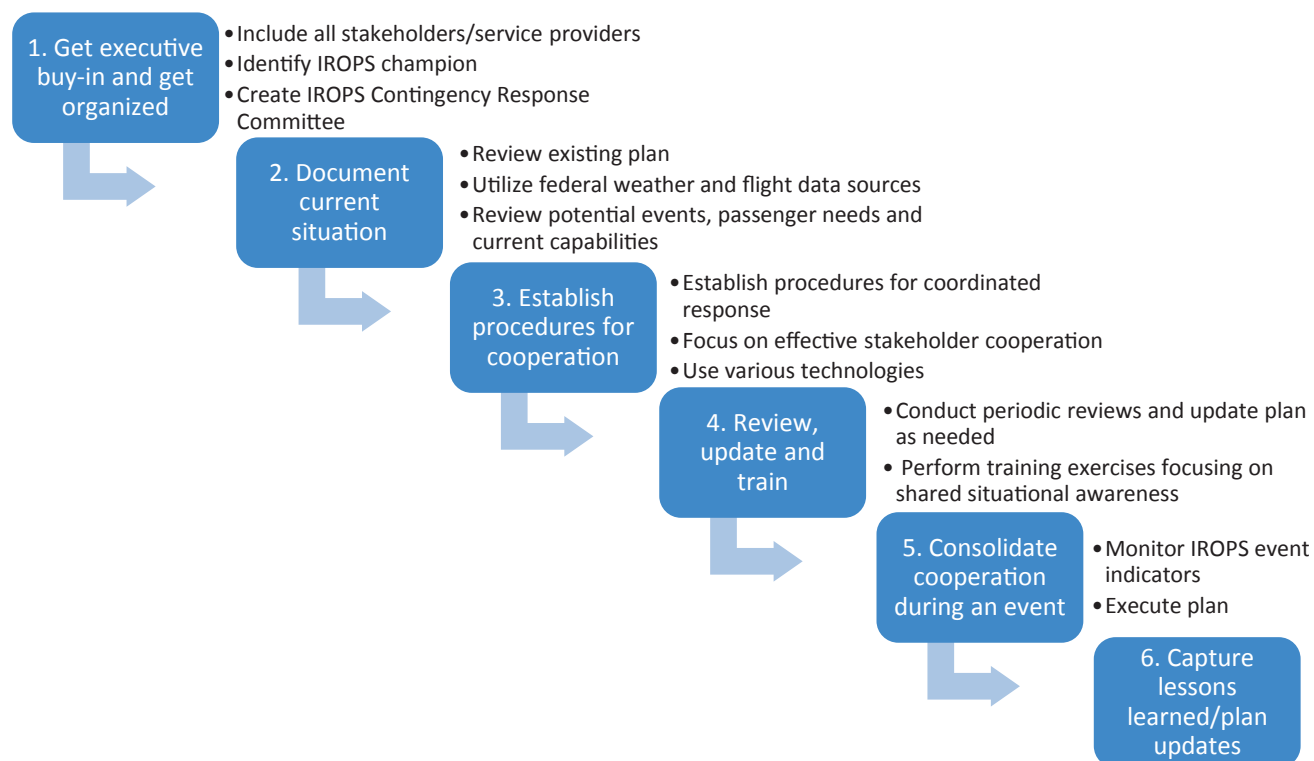 1. Get executive
buy-in and get
organized
•Include all stakeholders/service providers
•Identify IROPS champion
•Create IROPS Contingency Response
Committee
2. Document
current
situation
•Review existing plan
•Utilize federal weather and flight data sources
•Review potential events, passenger needs and
current capabilities
3. Establish
procedures for
cooperation
•Establish procedures for coordinated
response
•Focus on effective stakeholder cooperation
•Use various technologies
4. Review,
update and
train
•Conduct periodic reviews and update plan
as needed
• Perform training exercises focusing on
shared situational awareness
5. Consolidate
cooperation
during an event
•Monitor IROPS event
indicators
•Execute plan
6. Capture
lessons
learned/plan
updates